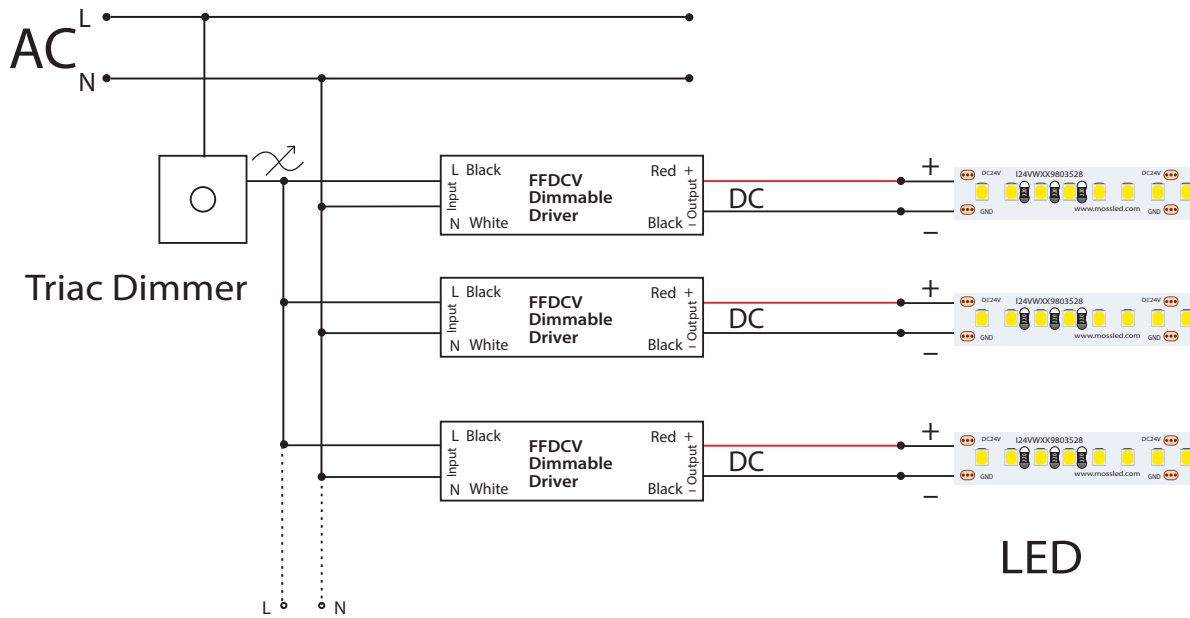 L
AC
N
Triac Dimmer
L Black
Input
N White
FFDCV
Dimmable
Driver
Red +
Output
Black –
DC
+
–
DC24V
I24VWXX9803528
DC24V
GND
www.mossled.com
GND
L Black
Input
N White
FFDCV
Dimmable
Driver
Red +
Output
Black –
DC
+
–
DC24V
I24VWXX9803528
DC24V
GND
www.mossled.com
GND
L Black
Input
N White
FFDCV
Dimmable
Driver
Red +
Output
Black –
DC
+
–
DC24V
I24VWXX9803528
DC24V
GND
www.mossled.com
GND
LED
L
N